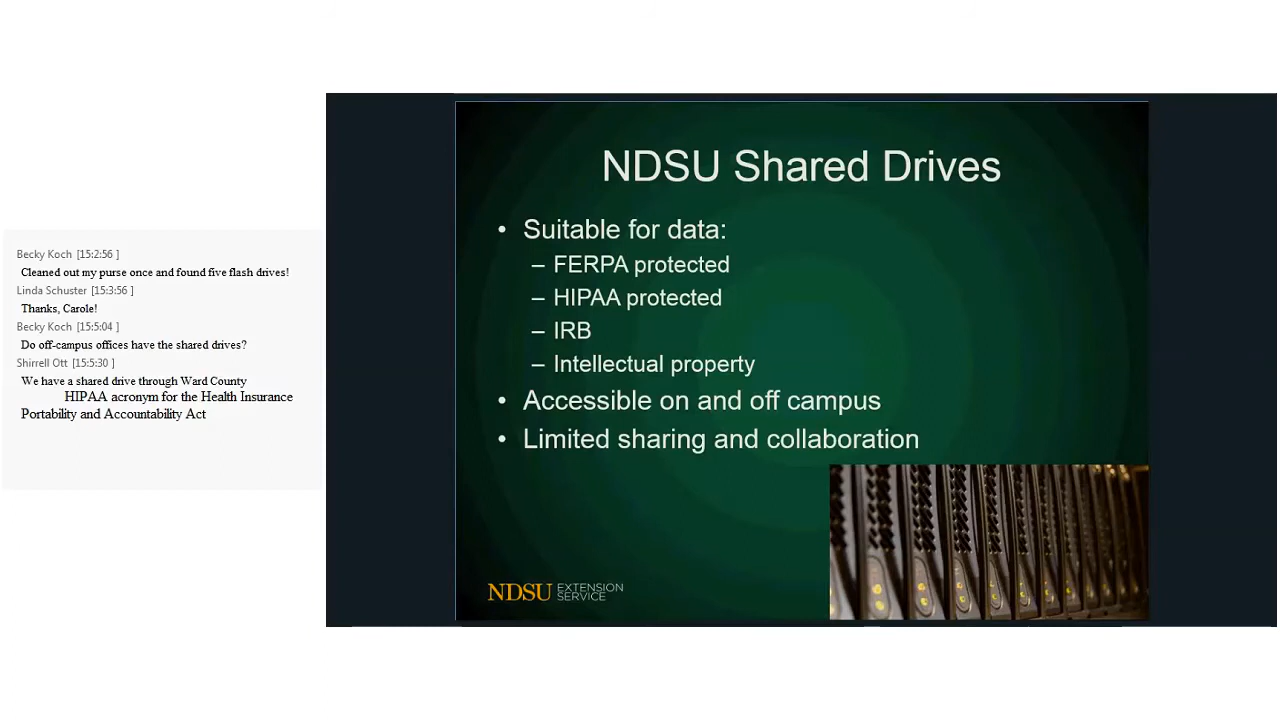 Becky Koch [15:2:56 ]
Cleaned out my purse once and found five flash drives!
Linda Schuster [15:3:56 ]
Thanks, Carole!
Becky Koch [15:5:04 ]
Do off-campus offices have the shared drives?
Shirrell Ott [15:5:30 ]
We have a shared drive through Ward County
HIPAA acronym for the Health Insurance
Portability and Accountability Act
NDSU Shared Drives
• Suitable for data:
– FERPA protected
– HIPAA protected
– IRB
– Intellectual property
• Accessible on and off campus
• Limited sharing and collaboration
NDSU EXTENSION
SERVICE